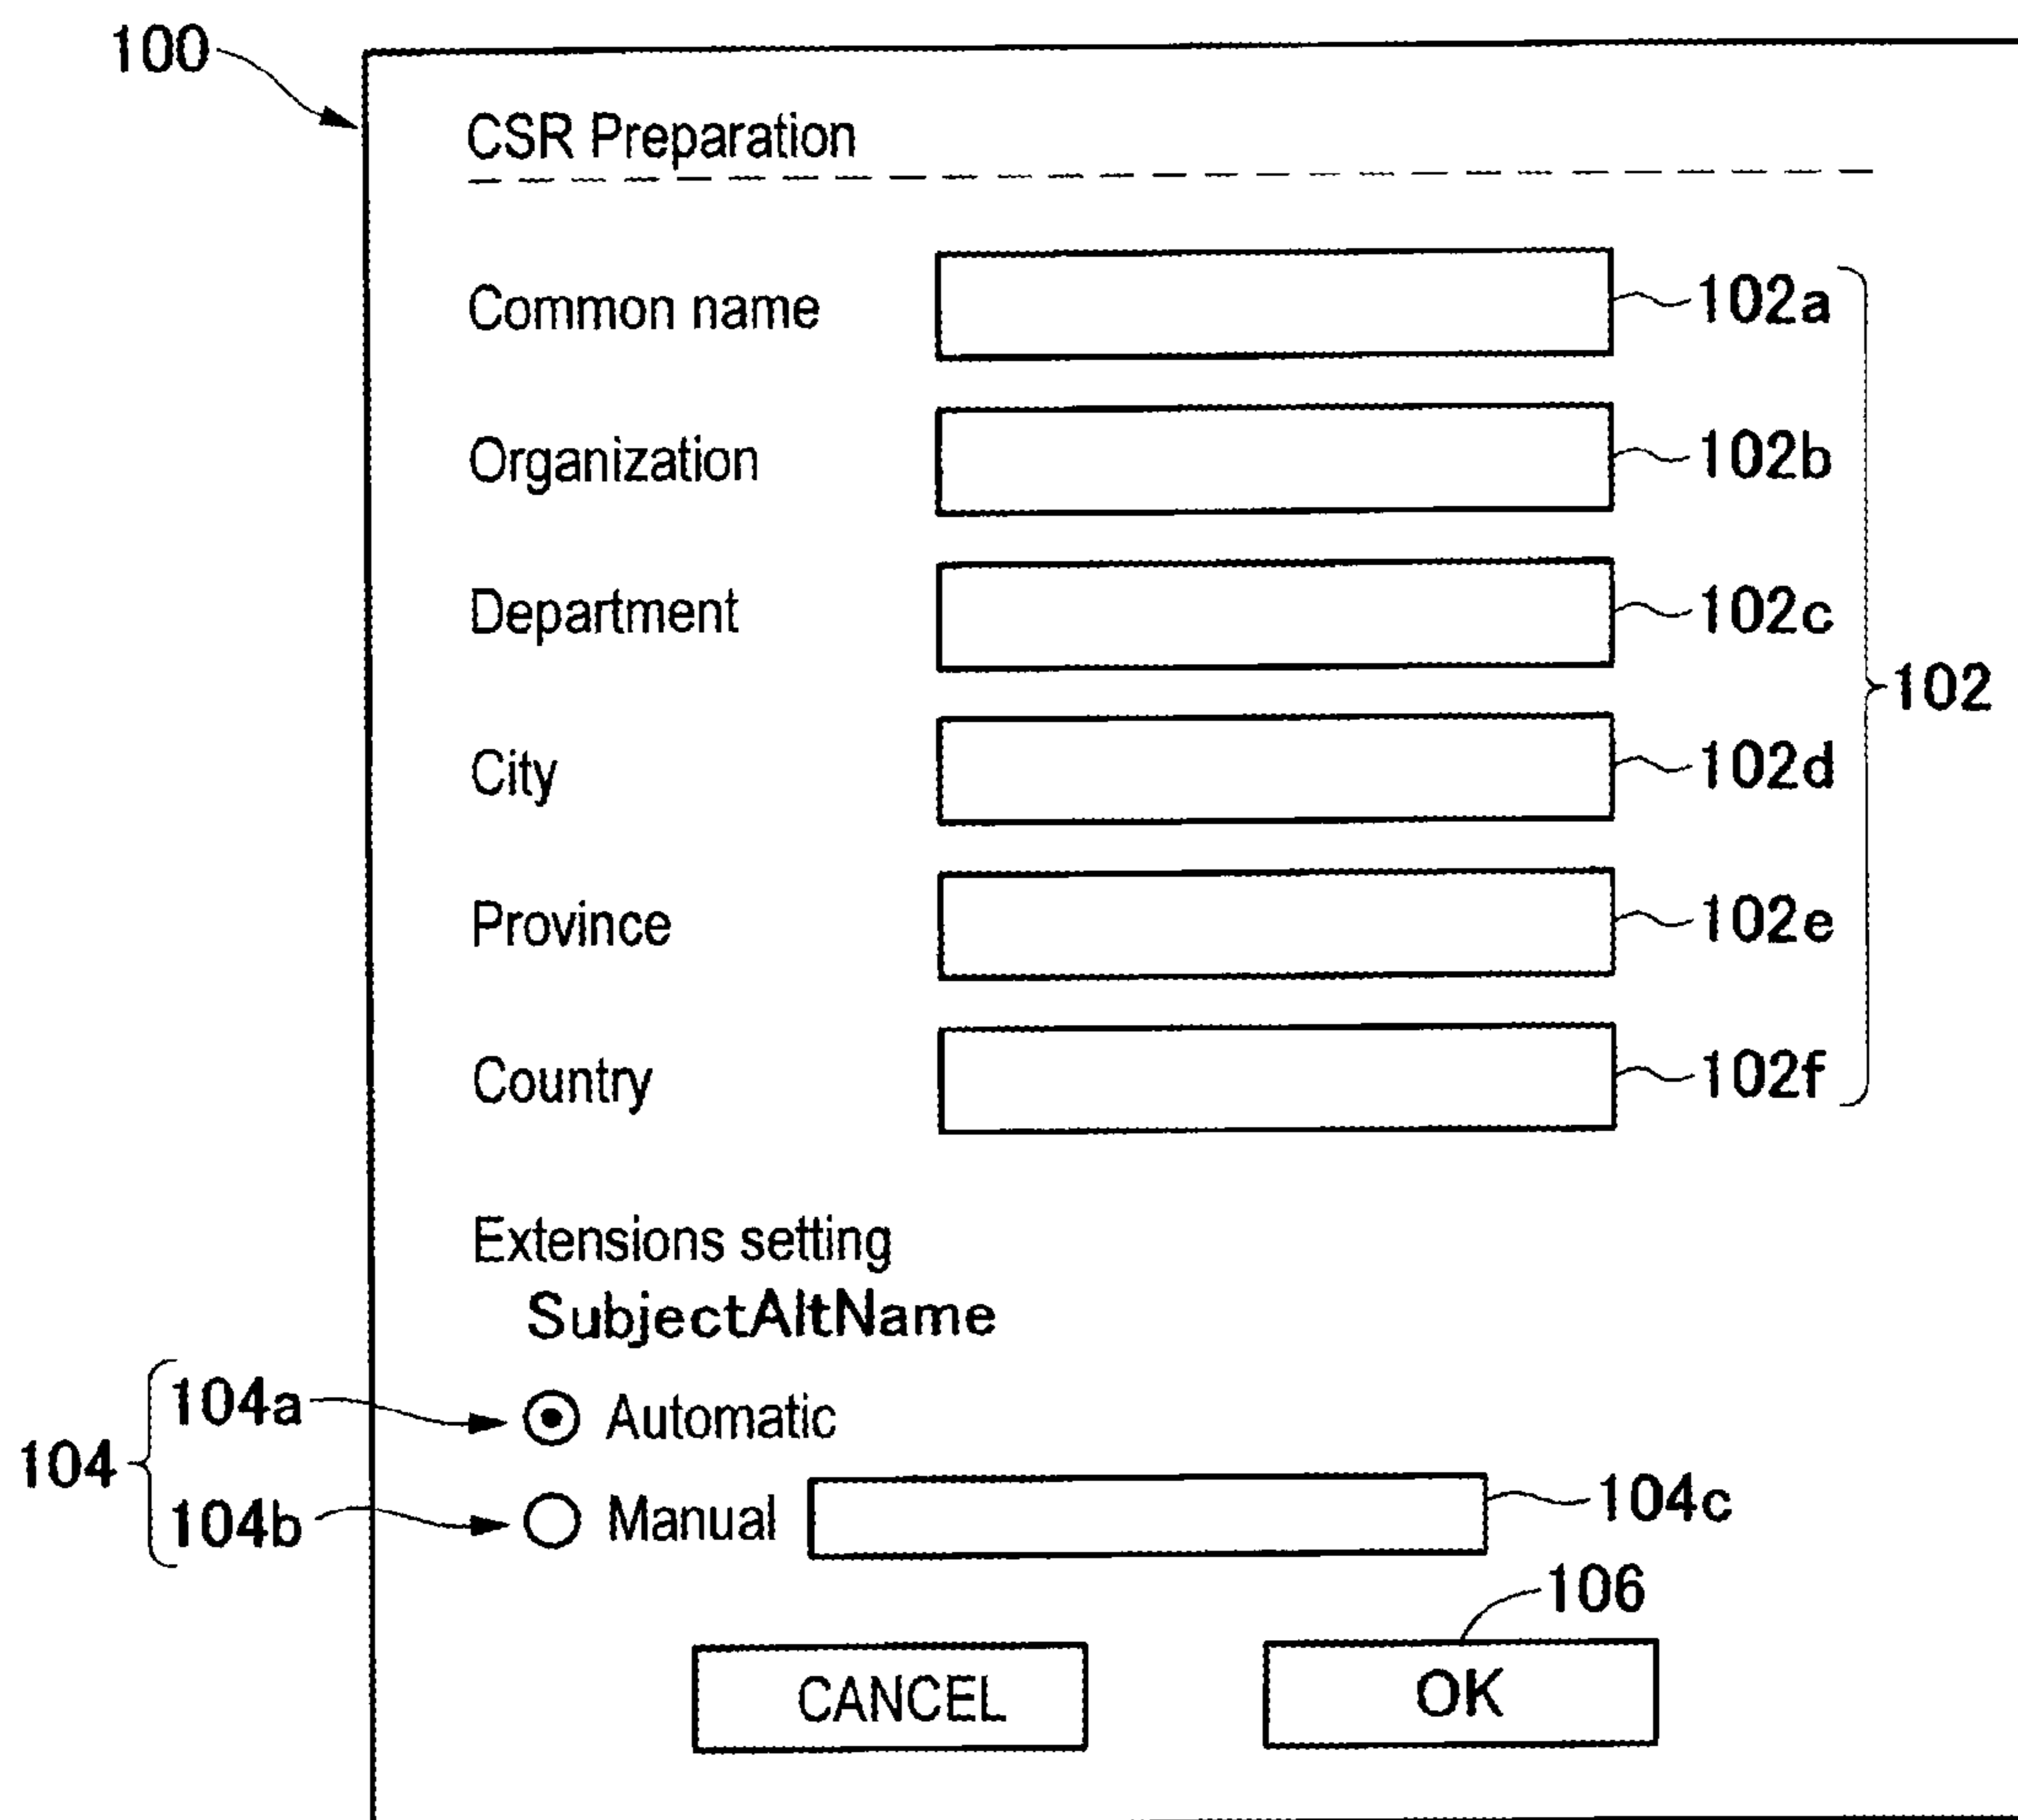 100
CSR Preparation
Common name 102a
Organization 102b
Department 102c
102
City 102d
Province 102e
Country 102f
Extensions setting
SubjectAltName
104
104a Automatic
104b Manual 104c
106
CANCEL OK